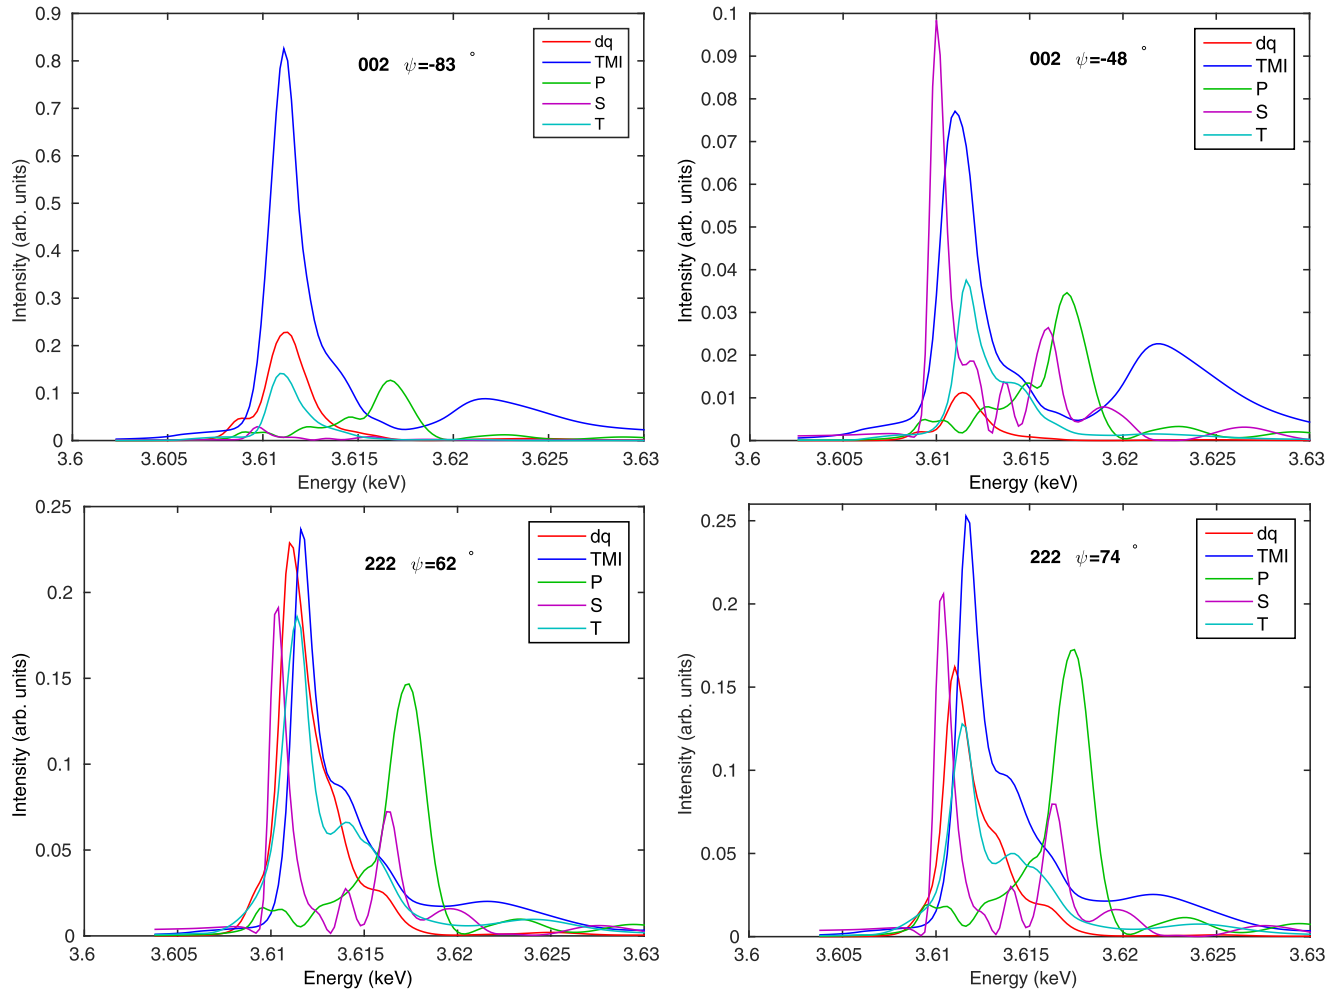 002 ψ=-83 °
dq
TMI
P
S
T
0.9
0.8
0.7
0.6
0.5
0.4
0.3
0.2
0.1
0
Intensity (arb. units)
3.6 3.605 3.61 3.615 3.62 3.625 3.63
Energy (keV)
002 ψ=-48 °
dq
TMI
P
S
T
0.1
0.09
0.08
0.07
0.06
0.05
0.04
0.03
0.02
0.01
0
Intensity (arb. units)
3.6 3.605 3.61 3.615 3.62 3.625 3.63
Energy (keV)
222 ψ=62 °
dq
TMI
P
S
T
0.25
0.2
0.15
0.1
0.05
0
Intensity (arb. units)
3.6 3.605 3.61 3.615 3.62 3.625 3.63
Energy (keV)
222 ψ=74 °
dq
TMI
P
S
T
0.25
0.2
0.15
0.1
0.05
0
Intensity (arb. units)
3.6 3.605 3.61 3.615 3.62 3.625 3.63
Energy (keV)